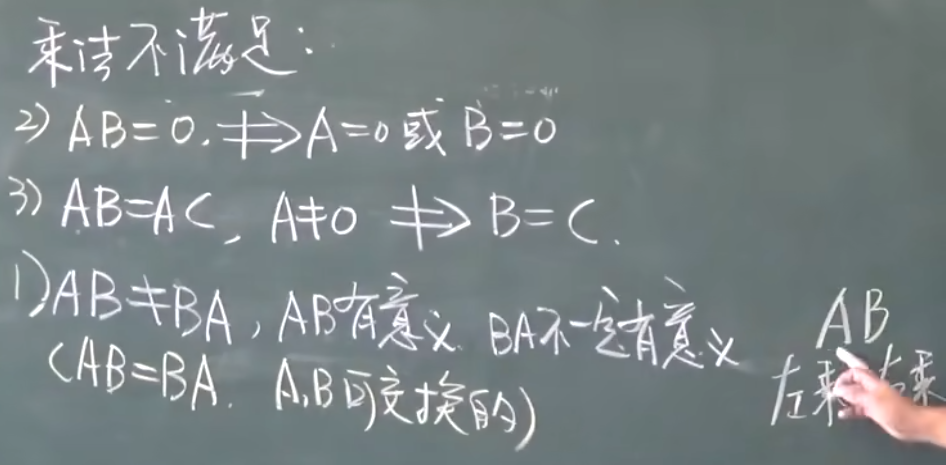 乘法不满足:
2) AB=0. ⇏ A=0 或 B=0
3) AB=AC, A≠0 ⇏ B=C.
1) AB≠BA, AB有意义 BA不一定有意义
(AB=BA. A,B可交换的)
AB
左乘 右乘